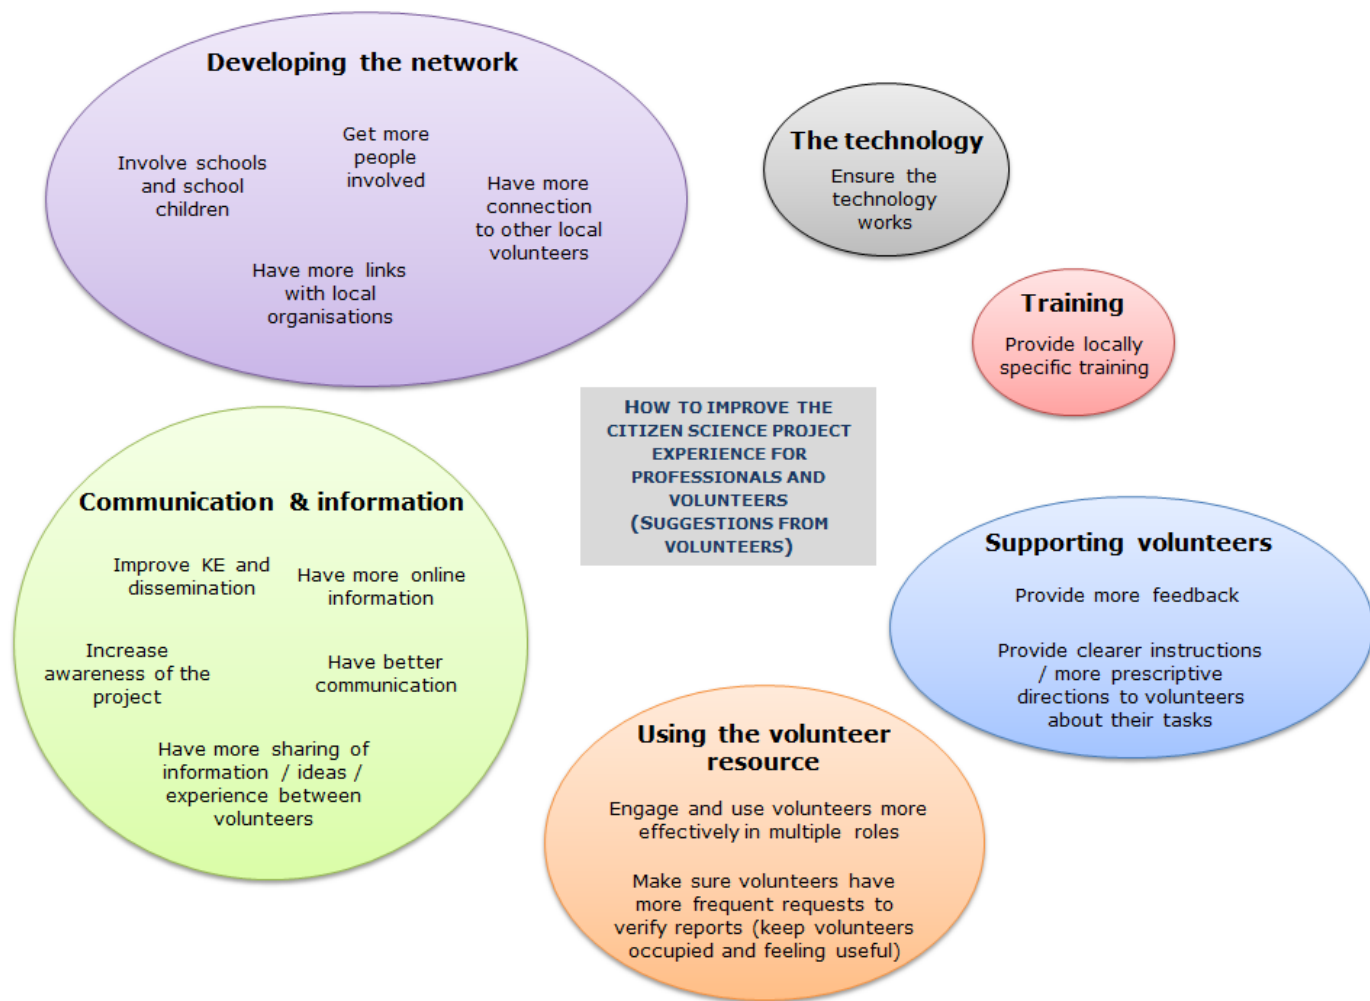 Developing the network
Involve schools
and school
children
Get more
people
involved
Have more
connection
to other local
volunteers
Have more links
with local
organisations
The technology
Ensure the
technology
works
Training
Provide locally
specific training
HOW TO IMPROVE THE
CITIZEN SCIENCE PROJECT
EXPERIENCE FOR
PROFESSIONALS AND
VOLUNTEERS
(SUGGESTIONS FROM
VOLUNTEERS)
Communication & information
Improve KE and
dissemination
Have more online
information
Increase
awareness of the
project
Have better
communication
Have more sharing of
information / ideas /
experience between
volunteers
Supporting volunteers
Provide more feedback
Provide clearer instructions
/ more prescriptive
directions to volunteers
about their tasks
Using the volunteer
resource
Engage and use volunteers more
effectively in multiple roles
Make sure volunteers have
more frequent requests to
verify reports (keep volunteers
occupied and feeling useful)